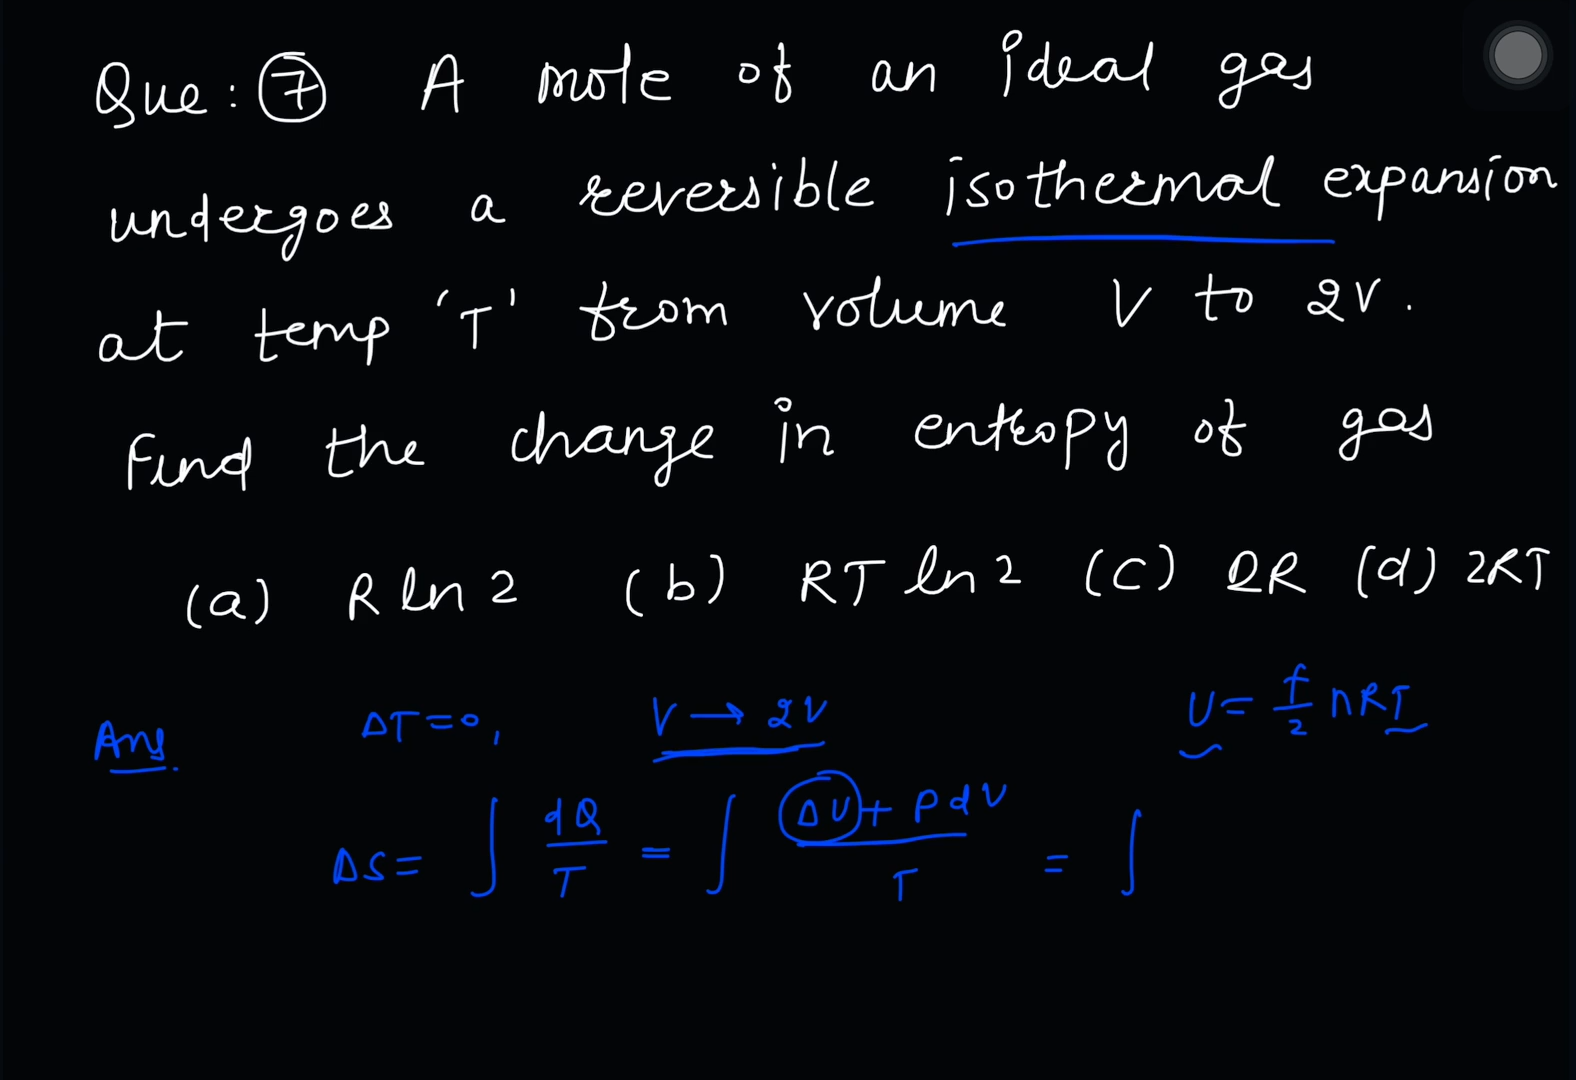 Que: ⑦ A mole of an ideal gas
undergoes a reversible isothermal expansion
at temp 'T' from volume V to 2V.
Find the change in entropy of gas
(a) R ln 2 (b) RT ln 2 (c) 2R (d) 2RT
Ans. ΔT = 0, V → 2V U = f/2 nRT
ΔS = ∫ dQ/T = ∫ (ΔU + PdV)/T = ∫